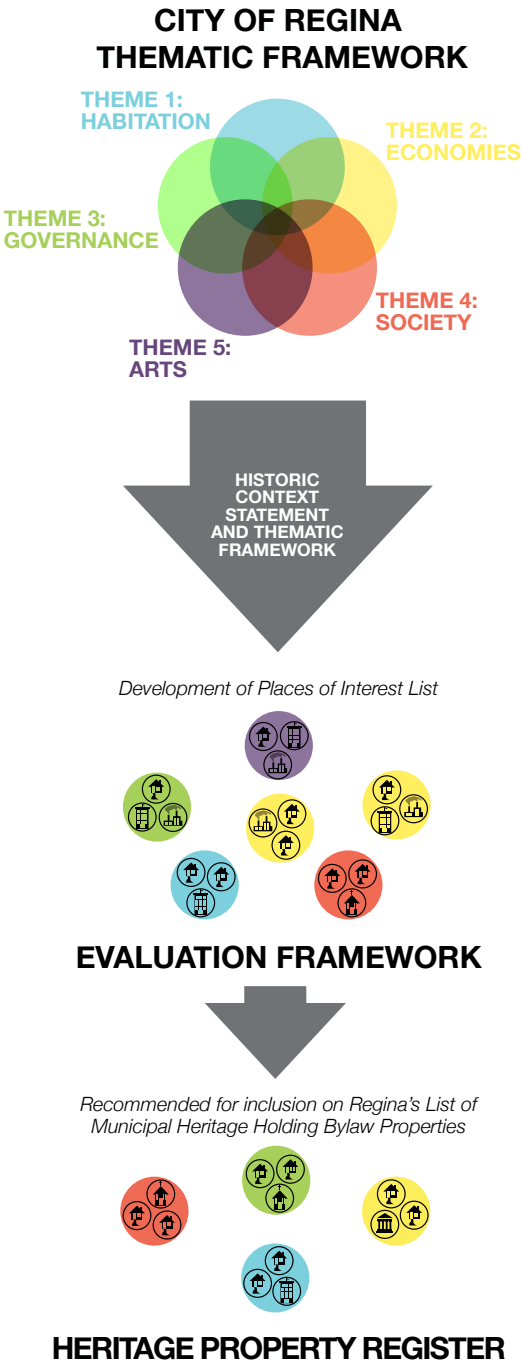 CITY OF REGINA
THEMATIC FRAMEWORK
THEME 1:
HABITATION
THEME 2:
ECONOMIES
THEME 3:
GOVERNANCE
THEME 4:
SOCIETY
THEME 5:
ARTS
HISTORIC
CONTEXT
STATEMENT
AND THEMATIC
FRAMEWORK
Development of Places of Interest List
EVALUATION FRAMEWORK
Recommended for inclusion on Regina's List of
Municipal Heritage Holding Bylaw Properties
HERITAGE PROPERTY REGISTER